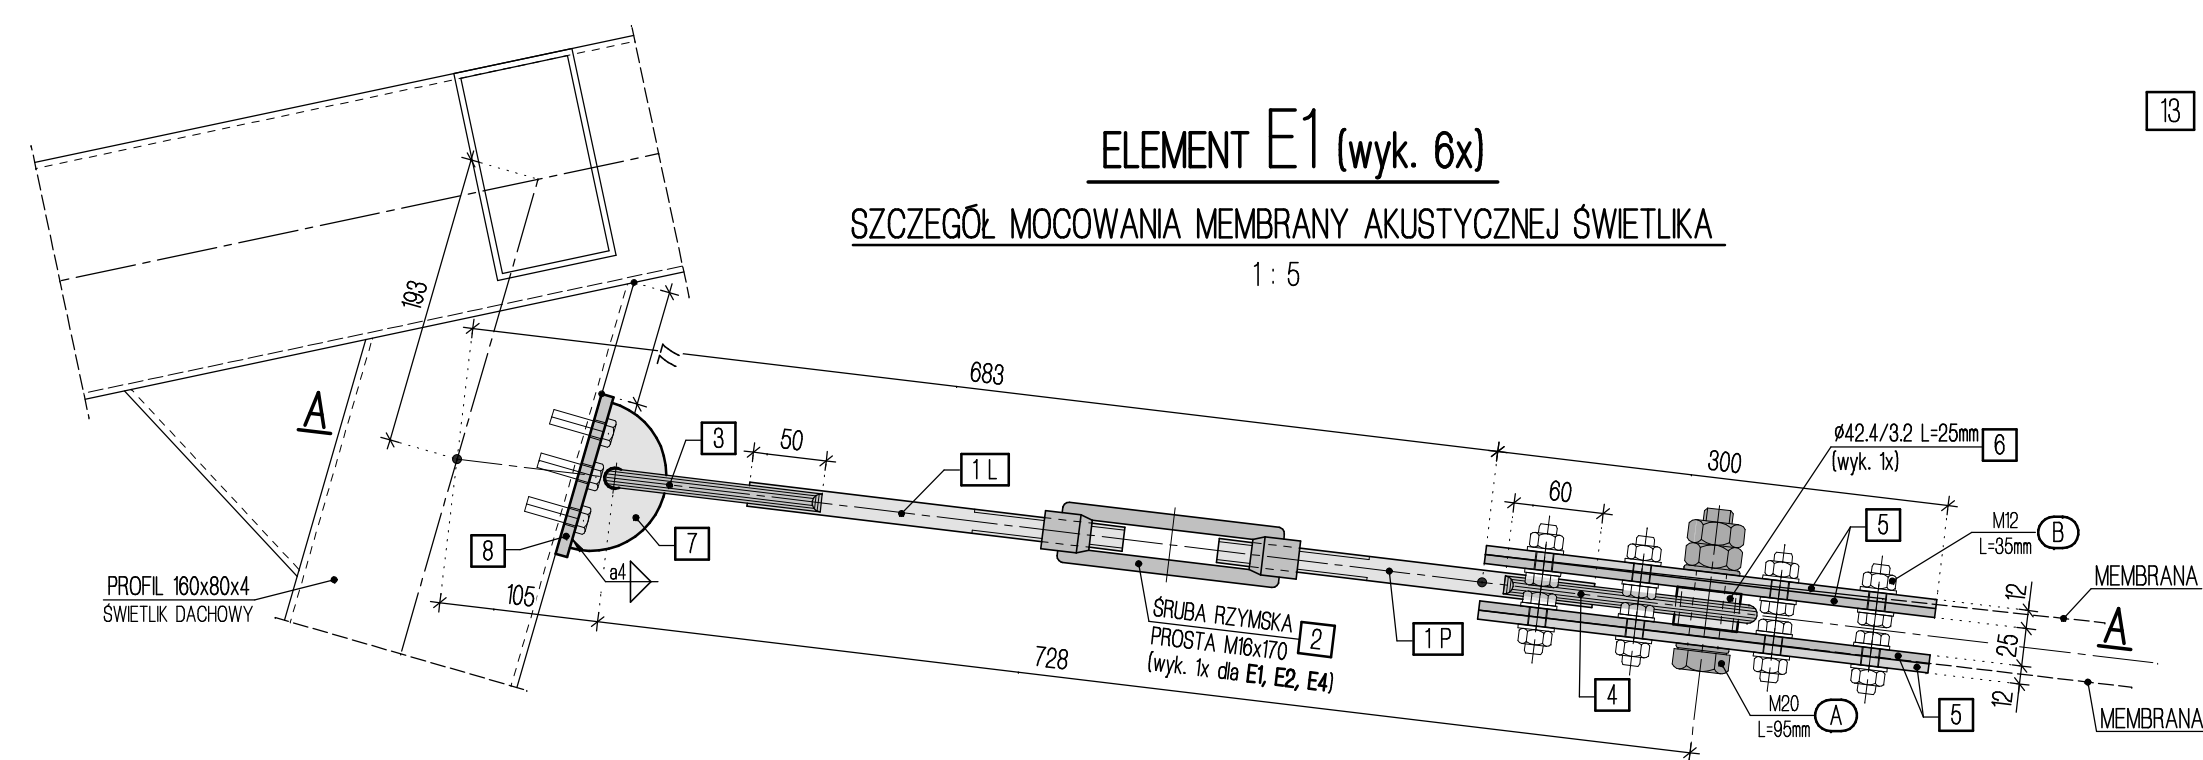 ELEMENT E1 (wyk. 6x)
SZCZEGÓŁ MOCOWANIA MEMBRANY AKUSTYCZNEJ ŚWIETLIKA
1 : 5
13
193
77
683
A
3
50
1 L
300
ø42.4/3.2 L=25mm
(wyk. 1x)
6
60
5
M12
L=35mm
B
8
7
a4
105
PROFIL 160x80x4
ŚWIETLIK DACHOWY
MEMBRANA
12
25
12
A
ŚRUBA RZYMSKA
PROSTA M16x170
(wyk. 1x dla E1, E2, E4)
2
1 P
728
4
M20
L=95mm
A
5
MEMBRANA